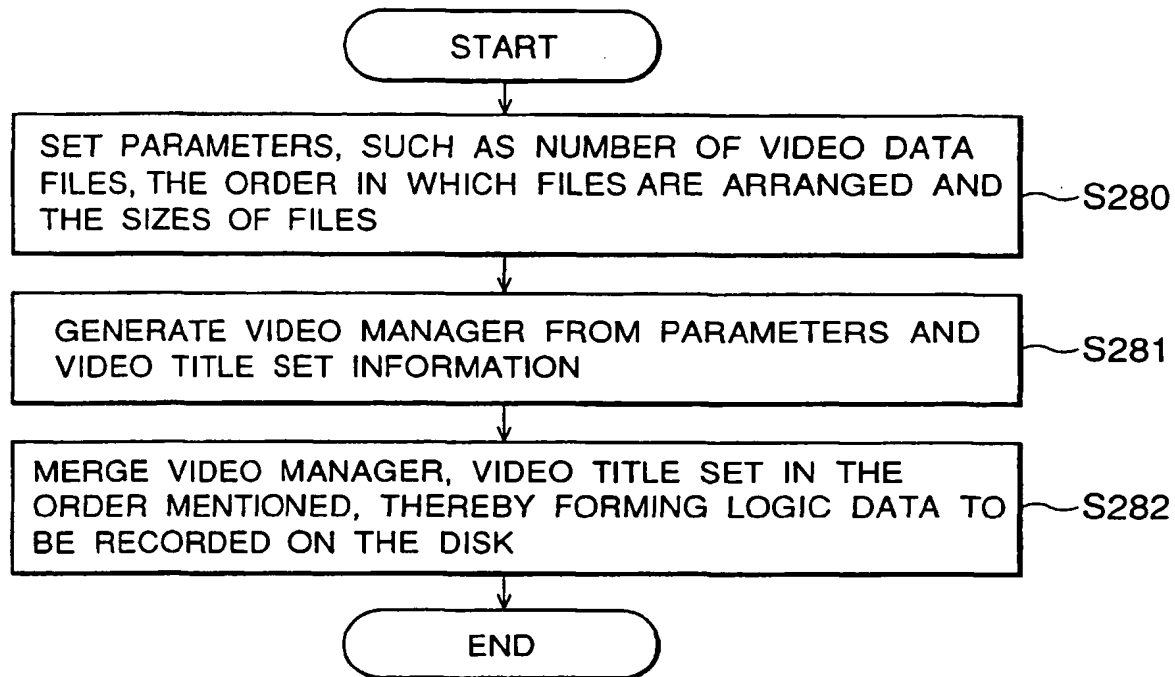 START
SET PARAMETERS, SUCH AS NUMBER OF VIDEO DATA
FILES, THE ORDER IN WHICH FILES ARE ARRANGED AND
THE SIZES OF FILES
S280
GENERATE VIDEO MANAGER FROM PARAMETERS AND
VIDEO TITLE SET INFORMATION
S281
MERGE VIDEO MANAGER, VIDEO TITLE SET IN THE
ORDER MENTIONED, THEREBY FORMING LOGIC DATA TO
BE RECORDED ON THE DISK
S282
END